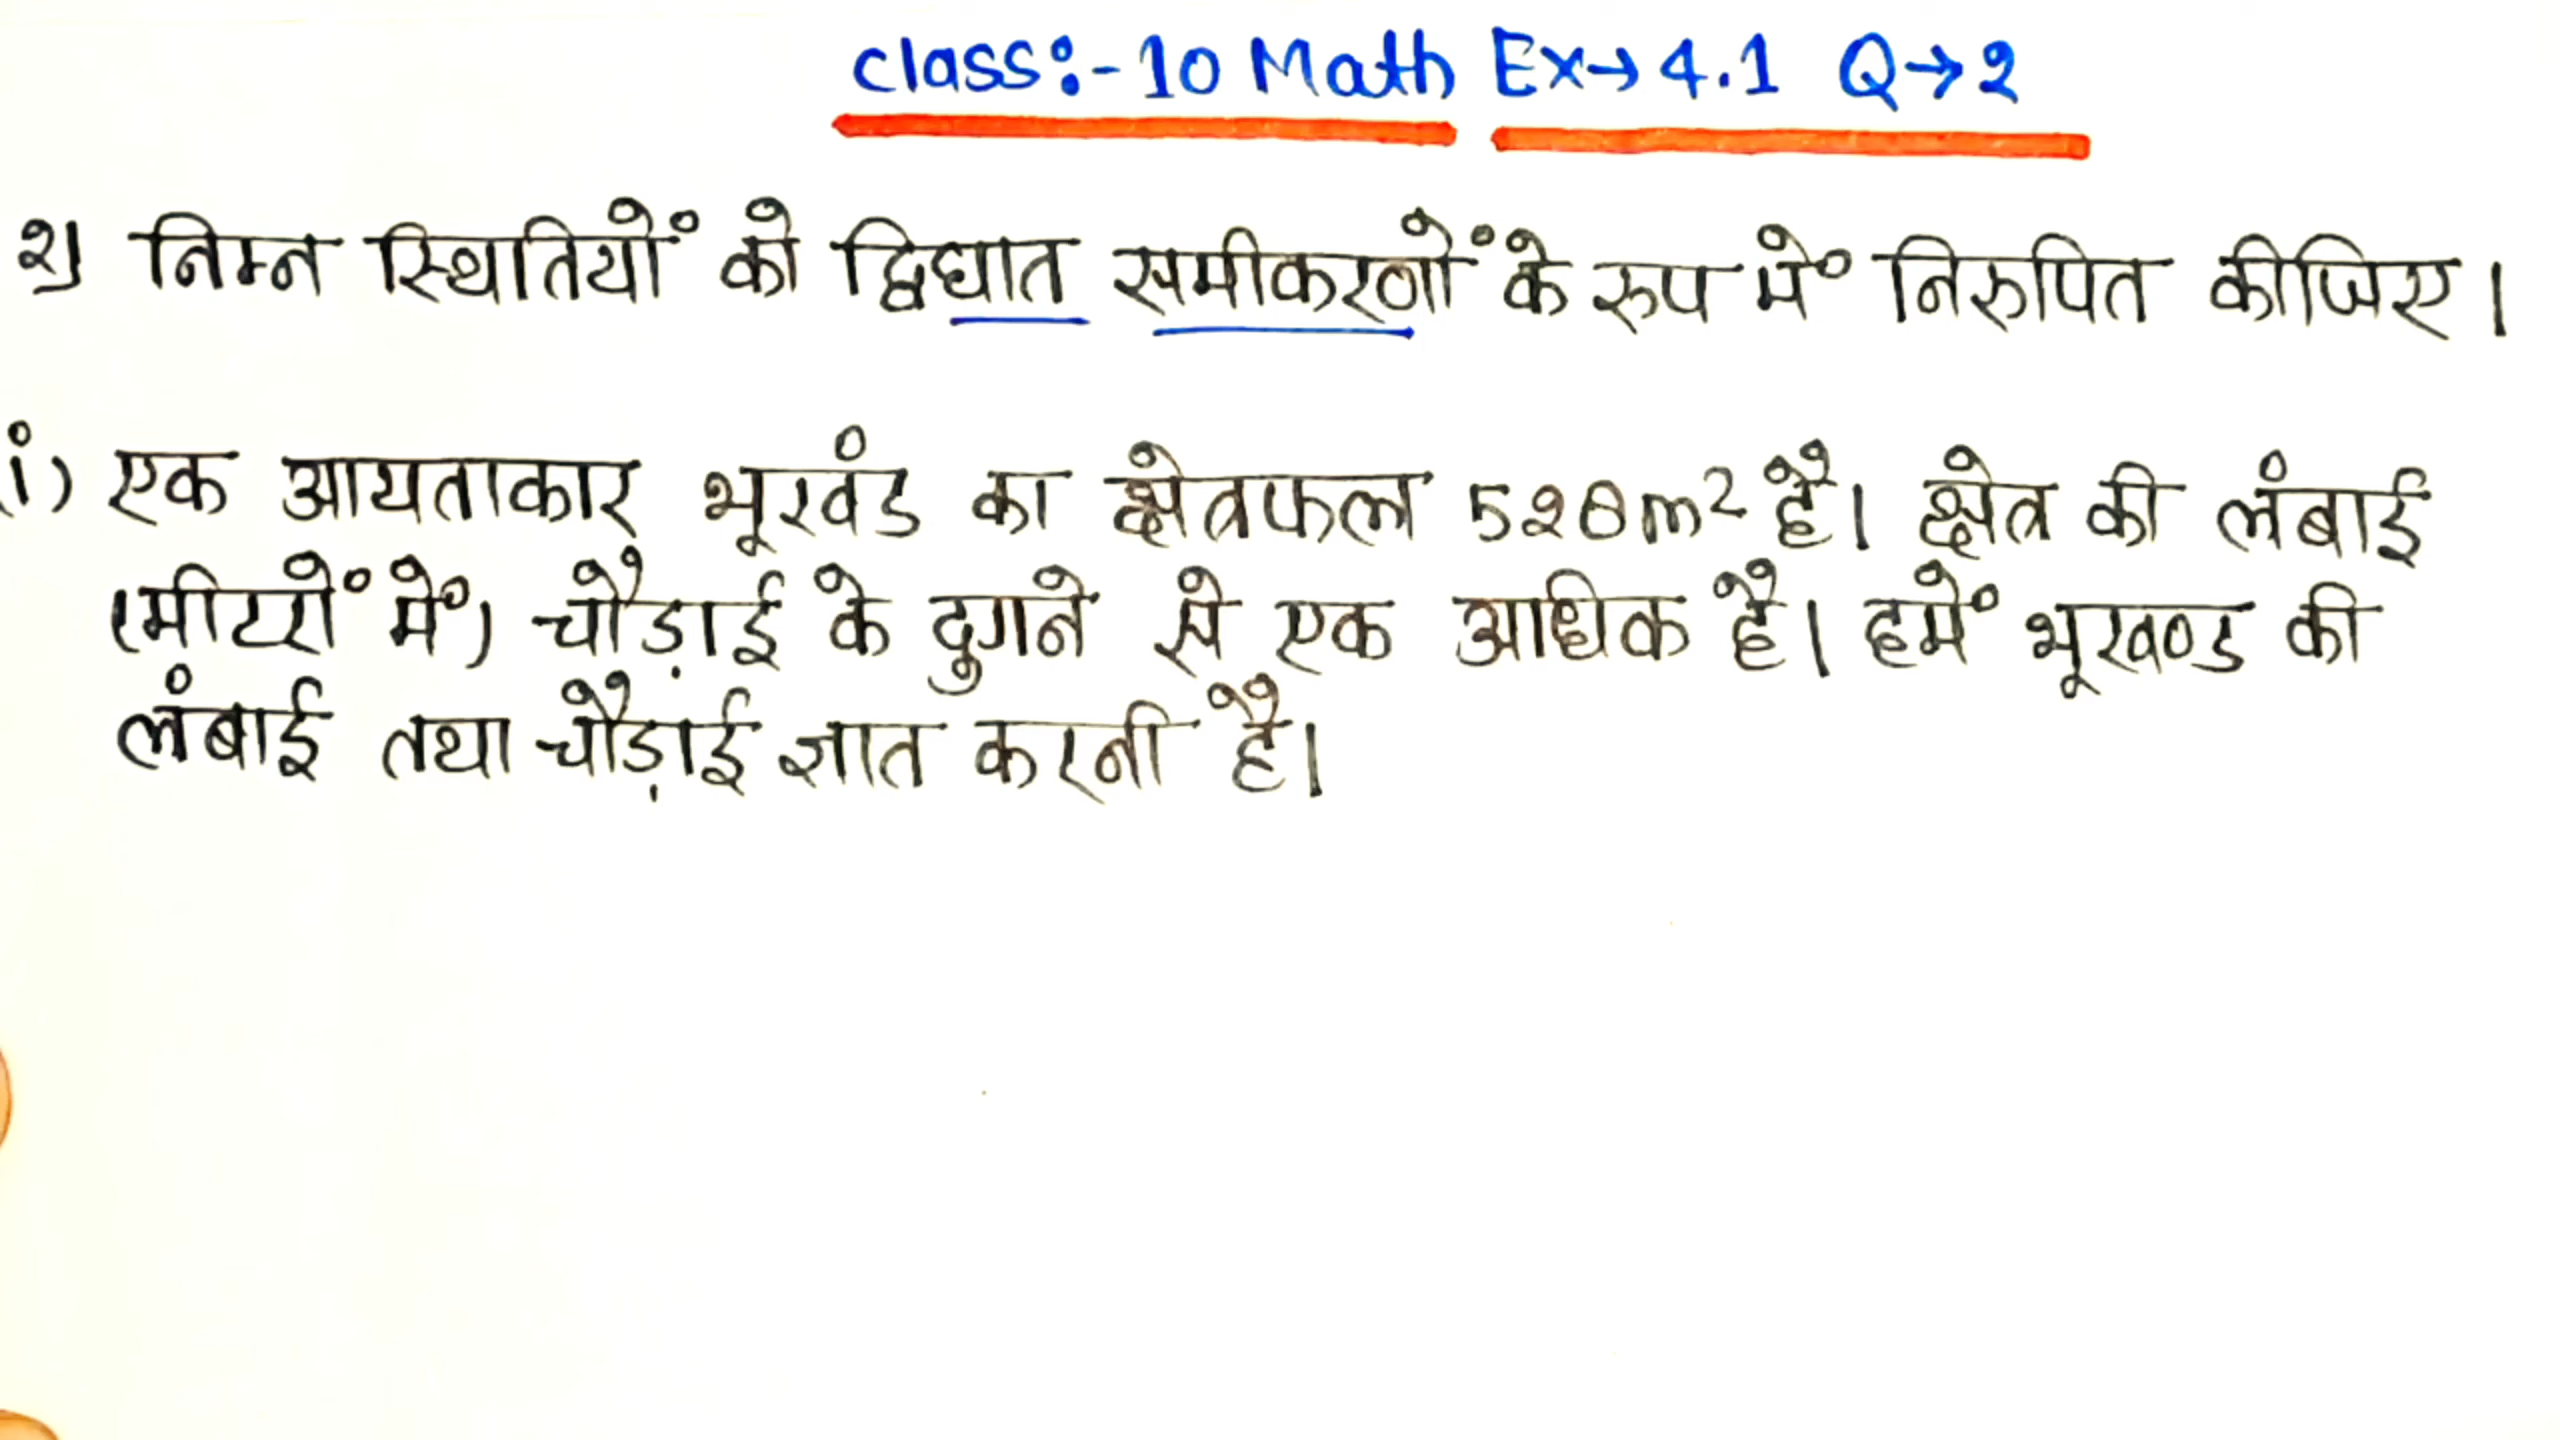 class:-10 Math Ex→4.1 Q→2
2) निम्न स्थितियों को द्विघात समीकरणों के रुप में निरुपित कीजिए।
(i) एक आयताकार भूखंड का क्षेत्रफल 528m² है। क्षेत्र की लंबाई
(मीटरों में) चौड़ाई के दुगने से एक अधिक है। हमें भूखण्ड की
लंबाई तथा चौड़ाई ज्ञात करनी है।